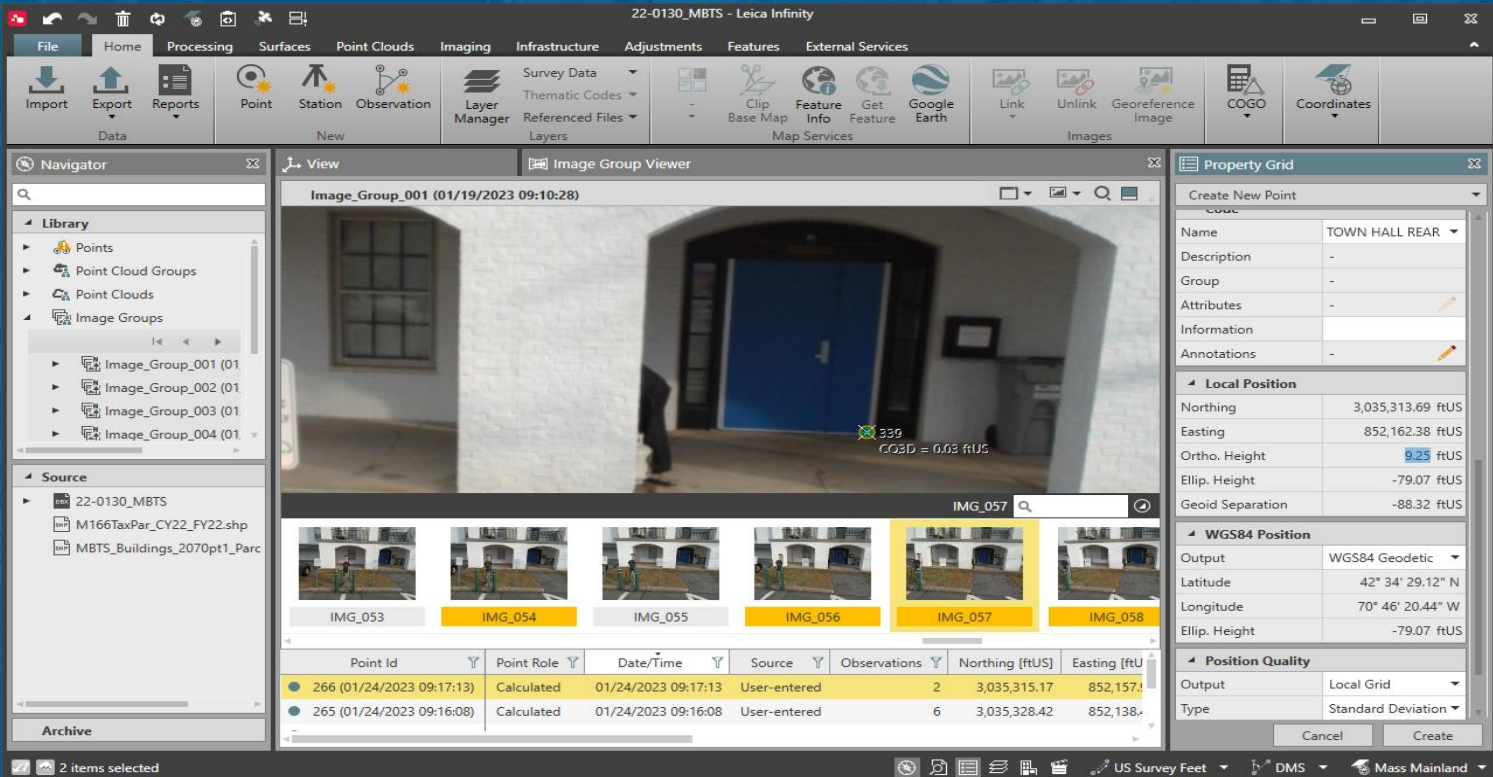 22-0130_MBTS - Leica Infinity
File Home Processing Surfaces Point Clouds Imaging Infrastructure Adjustments Features External Services
Import Export Reports
Data
Point Station Observation
New
Layer Manager
Survey Data
Thematic Codes
Referenced Files
Layers
-
Clip Base Map
Feature Info
Get Feature
Google Earth
Map Services
Link Unlink Georeference Image
Images
COGO
Coordinates
Navigator
Library
Points
Point Cloud Groups
Point Clouds
Image Groups
Image_Group_001 (01
Image_Group_002 (01
Image_Group_003 (01
Image_Group_004 (01
Source
22-0130_MBTS
M166TaxPar_CY22_FY22.shp
MBTS_Buildings_2070pt1_Parc
Archive
View
Image Group Viewer
Image_Group_001 (01/19/2023 09:10:28)
339
CQ3D = 0.03 ftUS
IMG_057
IMG_053 IMG_054 IMG_055 IMG_056 IMG_057 IMG_058
Point Id Point Role Date/Time Source Observations Northing [ftUS] Easting [ftU
266 (01/24/2023 09:17:13) Calculated 01/24/2023 09:17:13 User-entered 2 3,035,315.17 852,157.9
265 (01/24/2023 09:16:08) Calculated 01/24/2023 09:16:08 User-entered 6 3,035,328.42 852,138.4
Property Grid
Create New Point
Code
Name TOWN HALL REAR
Description -
Group -
Attributes -
Information
Annotations -
Local Position
Northing 3,035,313.69 ftUS
Easting 852,162.38 ftUS
Ortho. Height 9.25 ftUS
Ellip. Height -79.07 ftUS
Geoid Separation -88.32 ftUS
WGS84 Position
Output WGS84 Geodetic
Latitude 42° 34' 29.12" N
Longitude 70° 46' 20.44" W
Ellip. Height -79.07 ftUS
Position Quality
Output Local Grid
Type Standard Deviation
Cancel Create
2 items selected
US Survey Feet DMS Mass Mainland